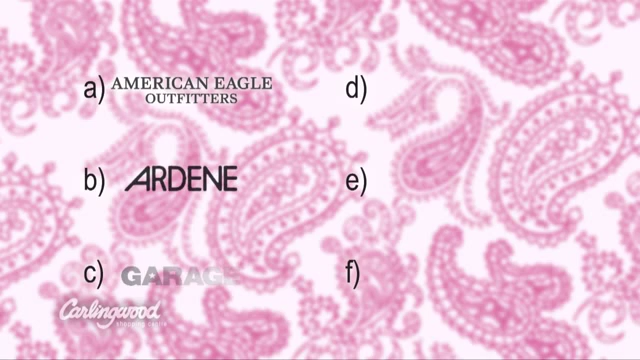 a) AMERICAN EAGLE
OUTFITTERS
b) ARDENE
c) GARAGE
Carlingwood
shopping centre
d)
e)
f)